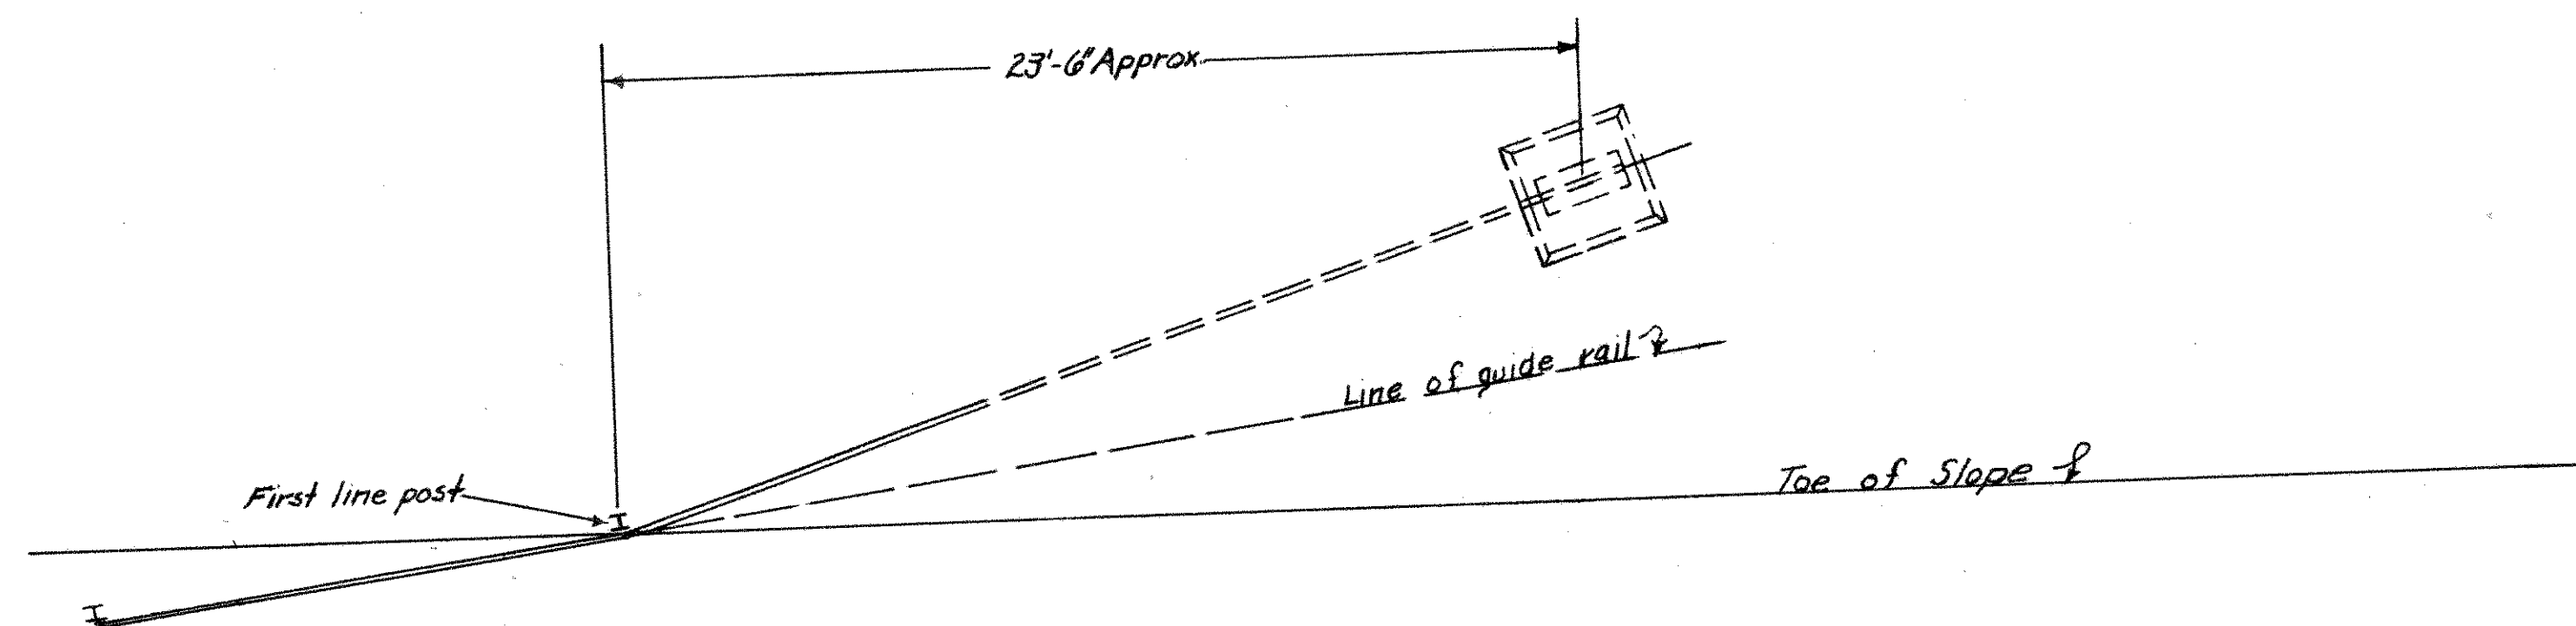 23'-6" Approx.
Line of guide rail
Toe of Slope
First line post